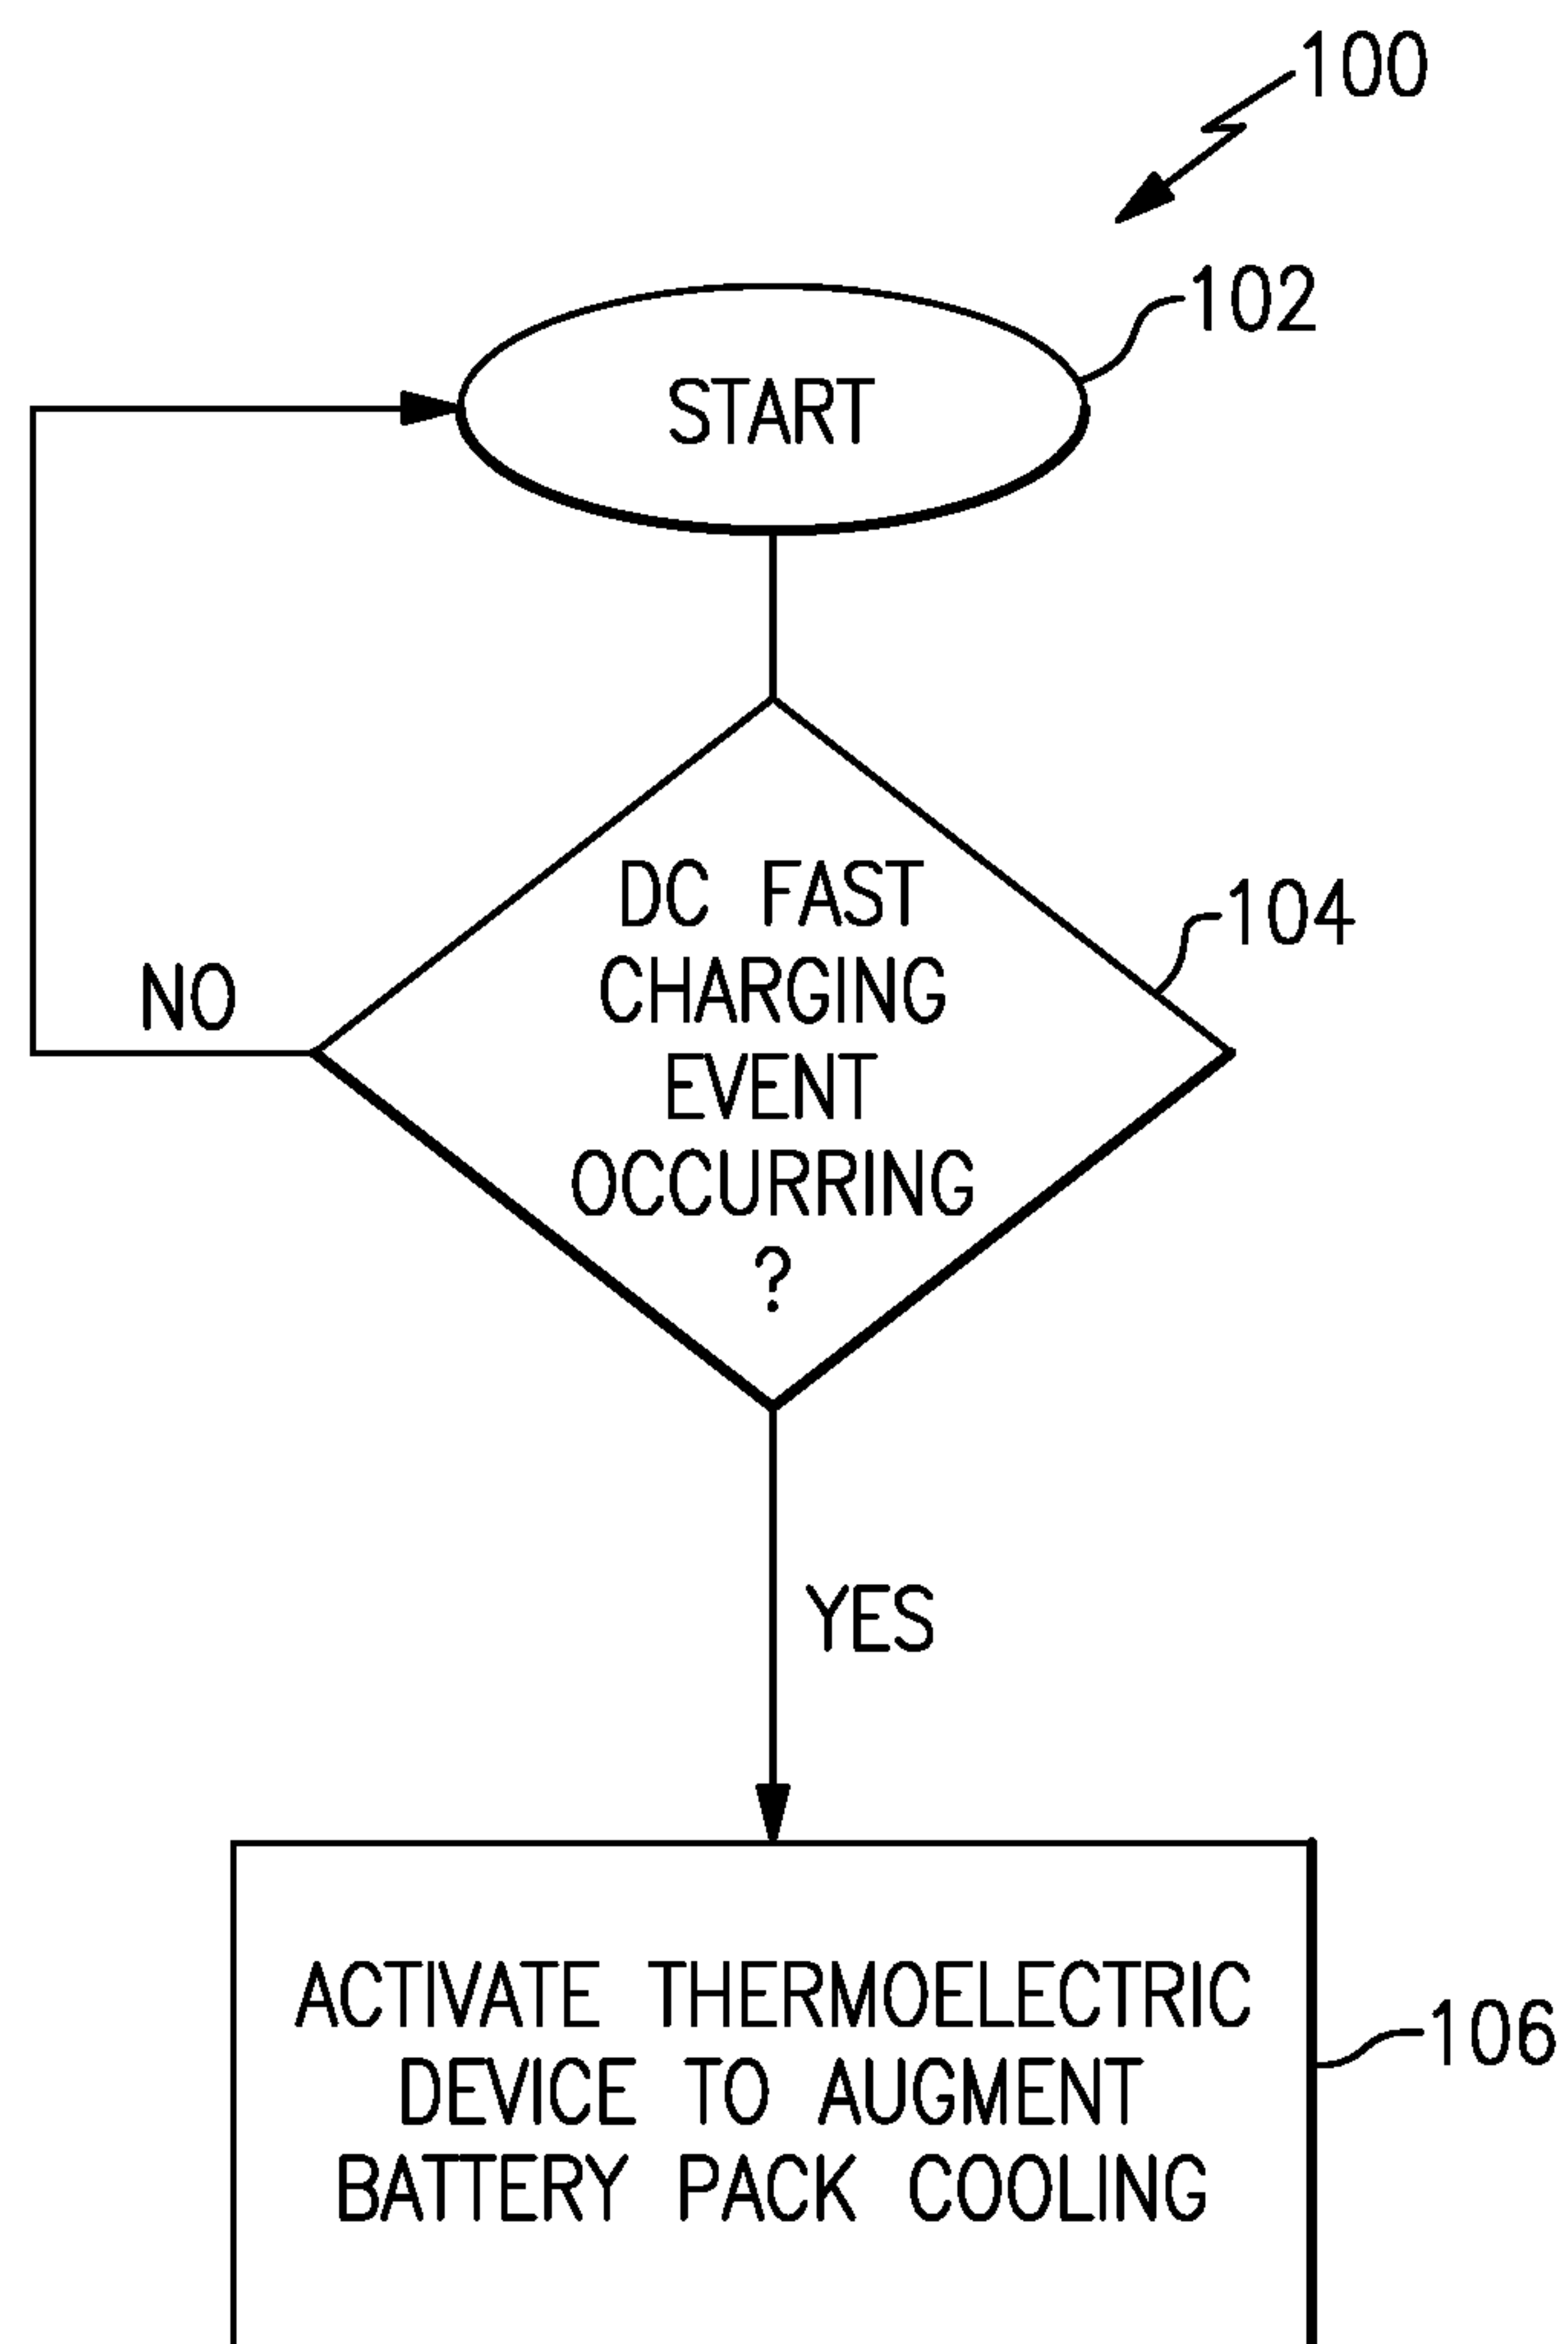 100
102
START
DC FAST
CHARGING
EVENT
OCCURRING
?
104
NO
YES
ACTIVATE THERMOELECTRIC
DEVICE TO AUGMENT
BATTERY PACK COOLING
106